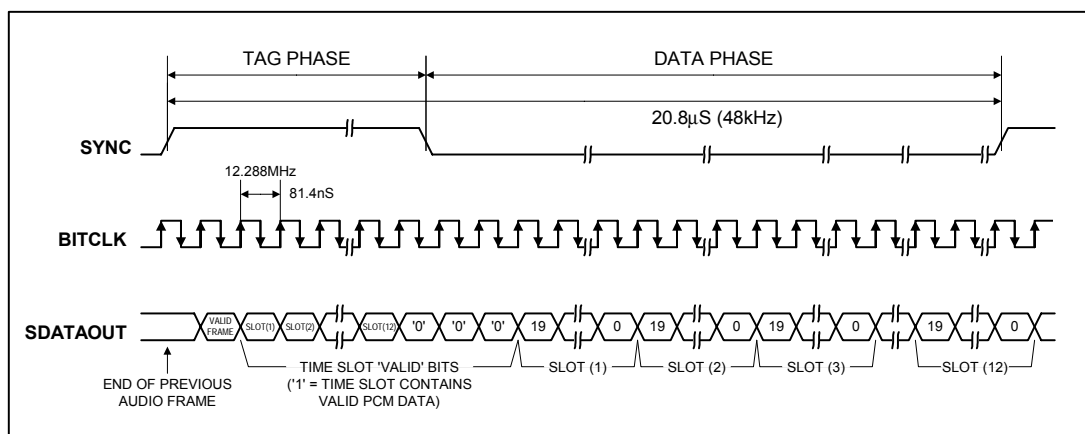 TAG PHASE
DATA PHASE
20.8µS (48kHz)
SYNC
12.288MHz
81.4nS
BITCLK
SDATAOUT
VALID FRAME
SLOT(1)
SLOT(2)
SLOT(12)
'0'
'0'
'0'
19
0
19
0
19
0
19
0
END OF PREVIOUS
AUDIO FRAME
TIME SLOT 'VALID' BITS
('1' = TIME SLOT CONTAINS
VALID PCM DATA)
SLOT (1)
SLOT (2)
SLOT (3)
SLOT (12)